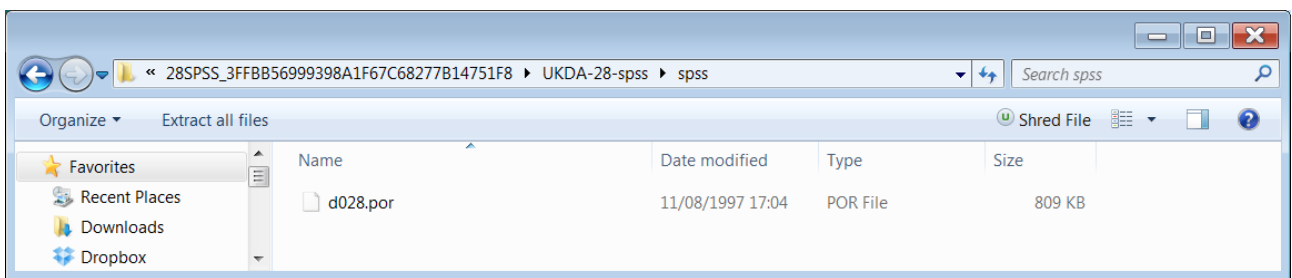 « 28SPSS_3FFBB56999398A1F67C68277B14751F8 UKDA-28-spss spss Search spss
Organize Extract all files Shred File
Favorites Name Date modified Type Size
Recent Places d028.por 11/08/1997 17:04 POR File 809 KB
Downloads
Dropbox